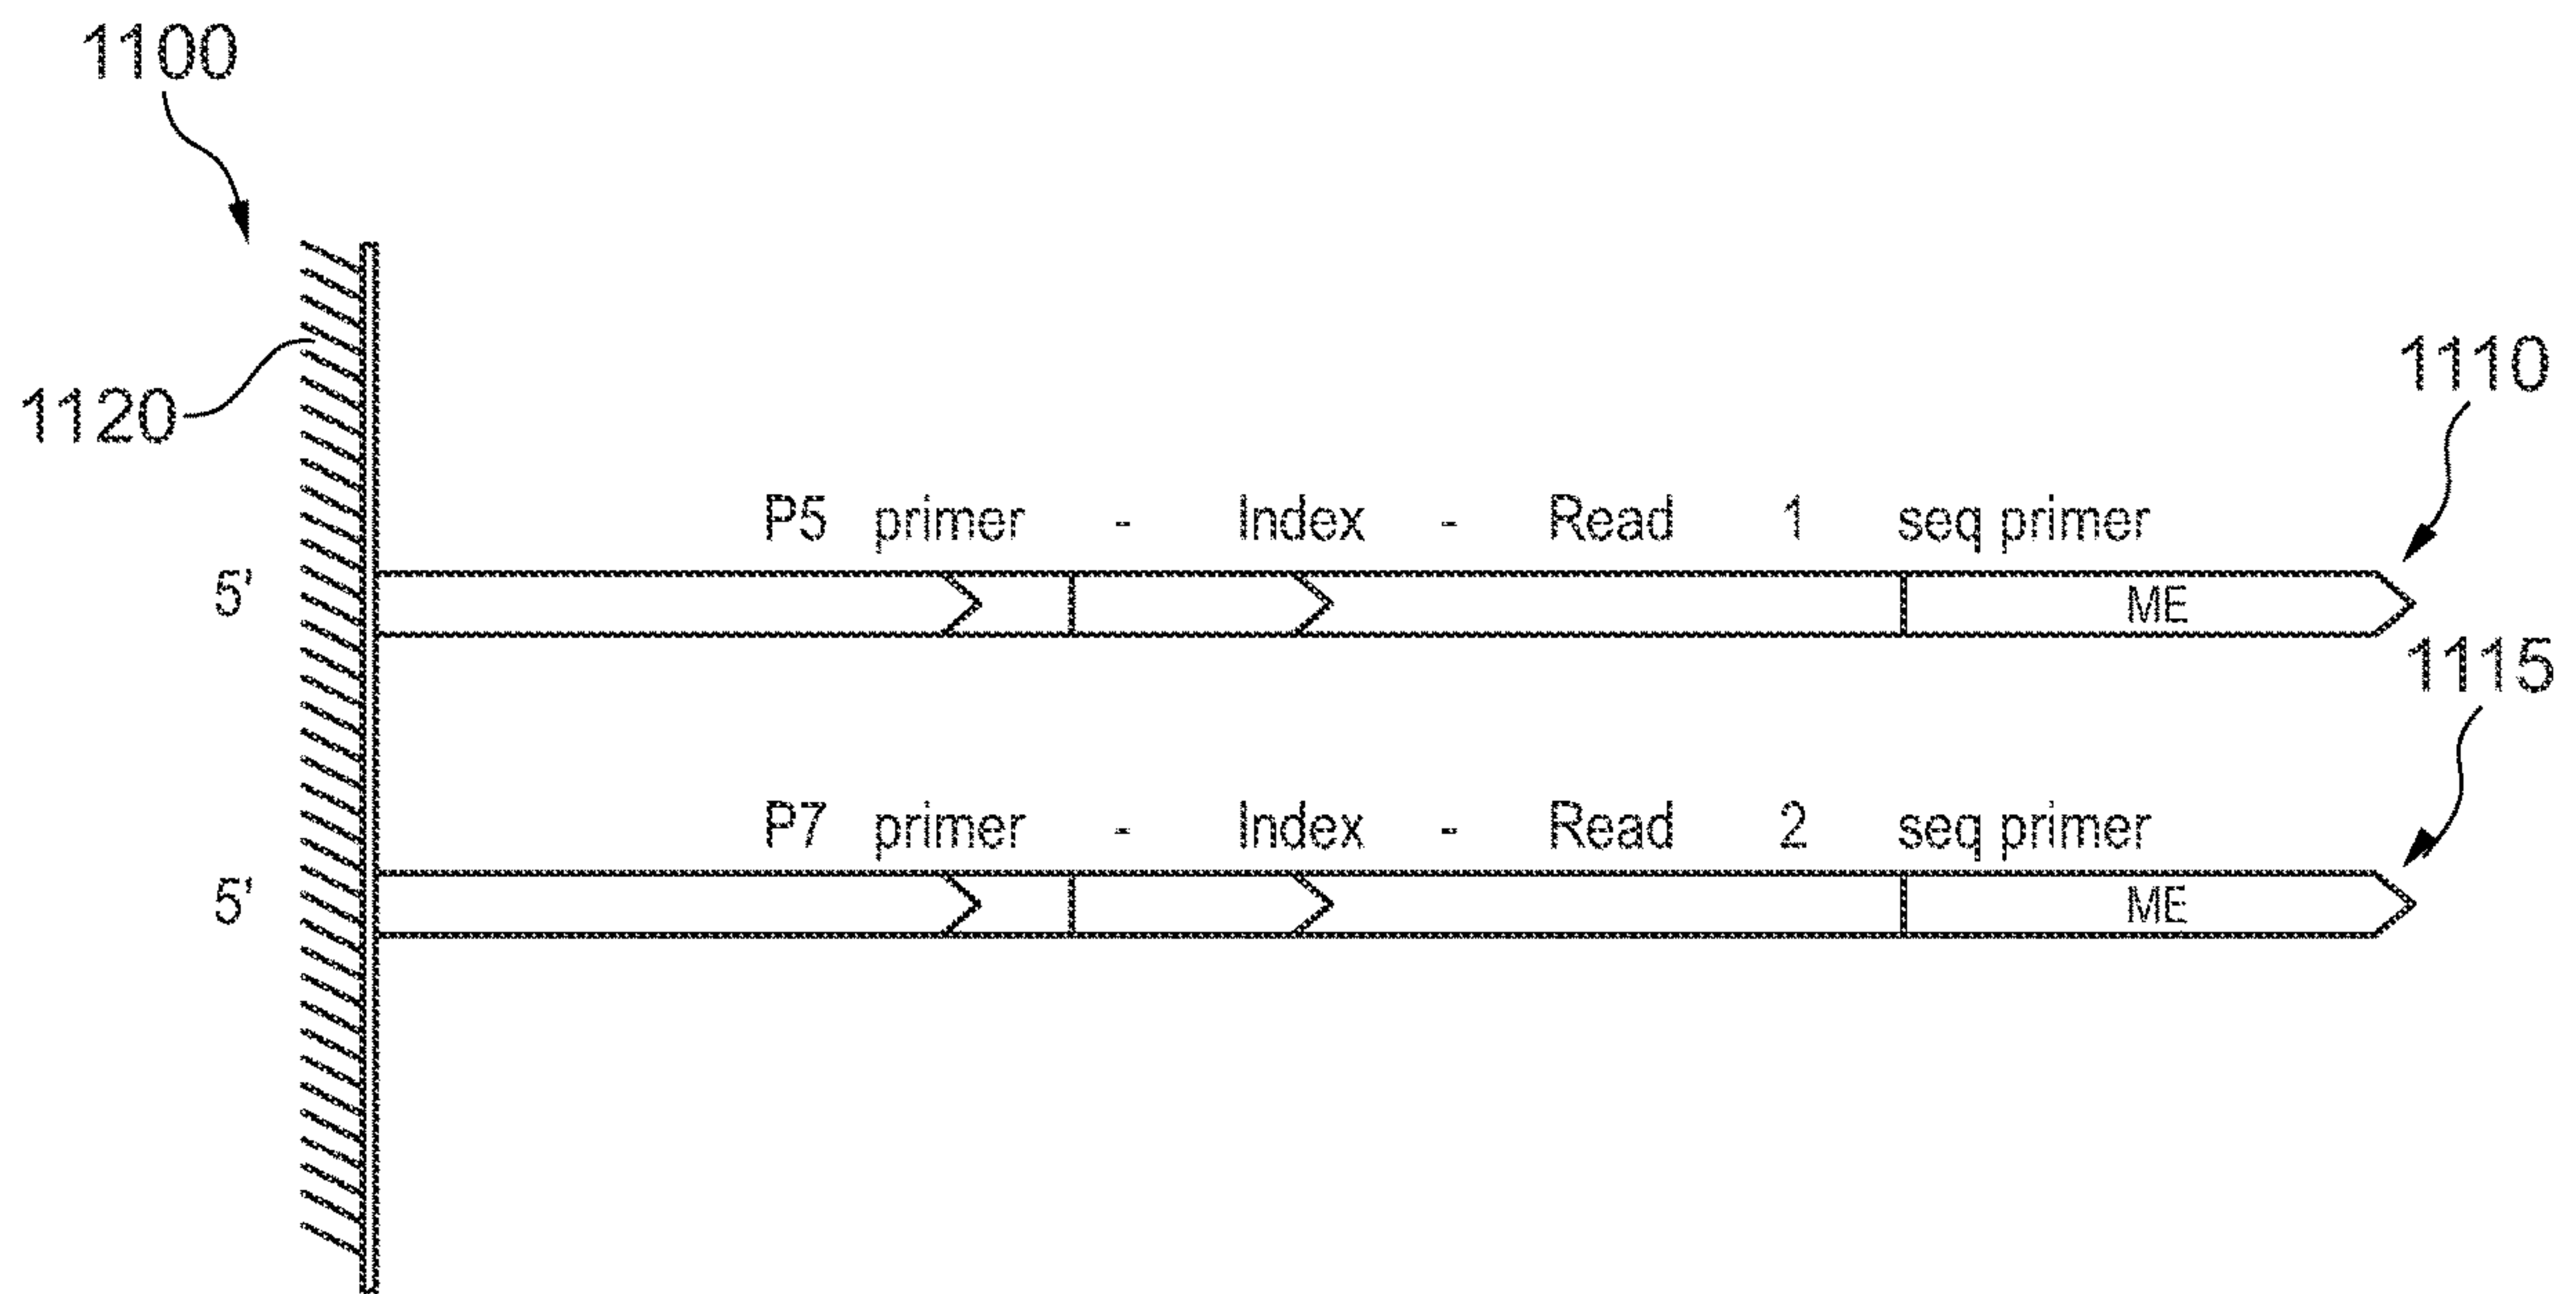 1100
1120
1110
P5 primer - Index - Read 1 seq primer
5' ME
1115
P7 primer - Index - Read 2 seq primer
5' ME